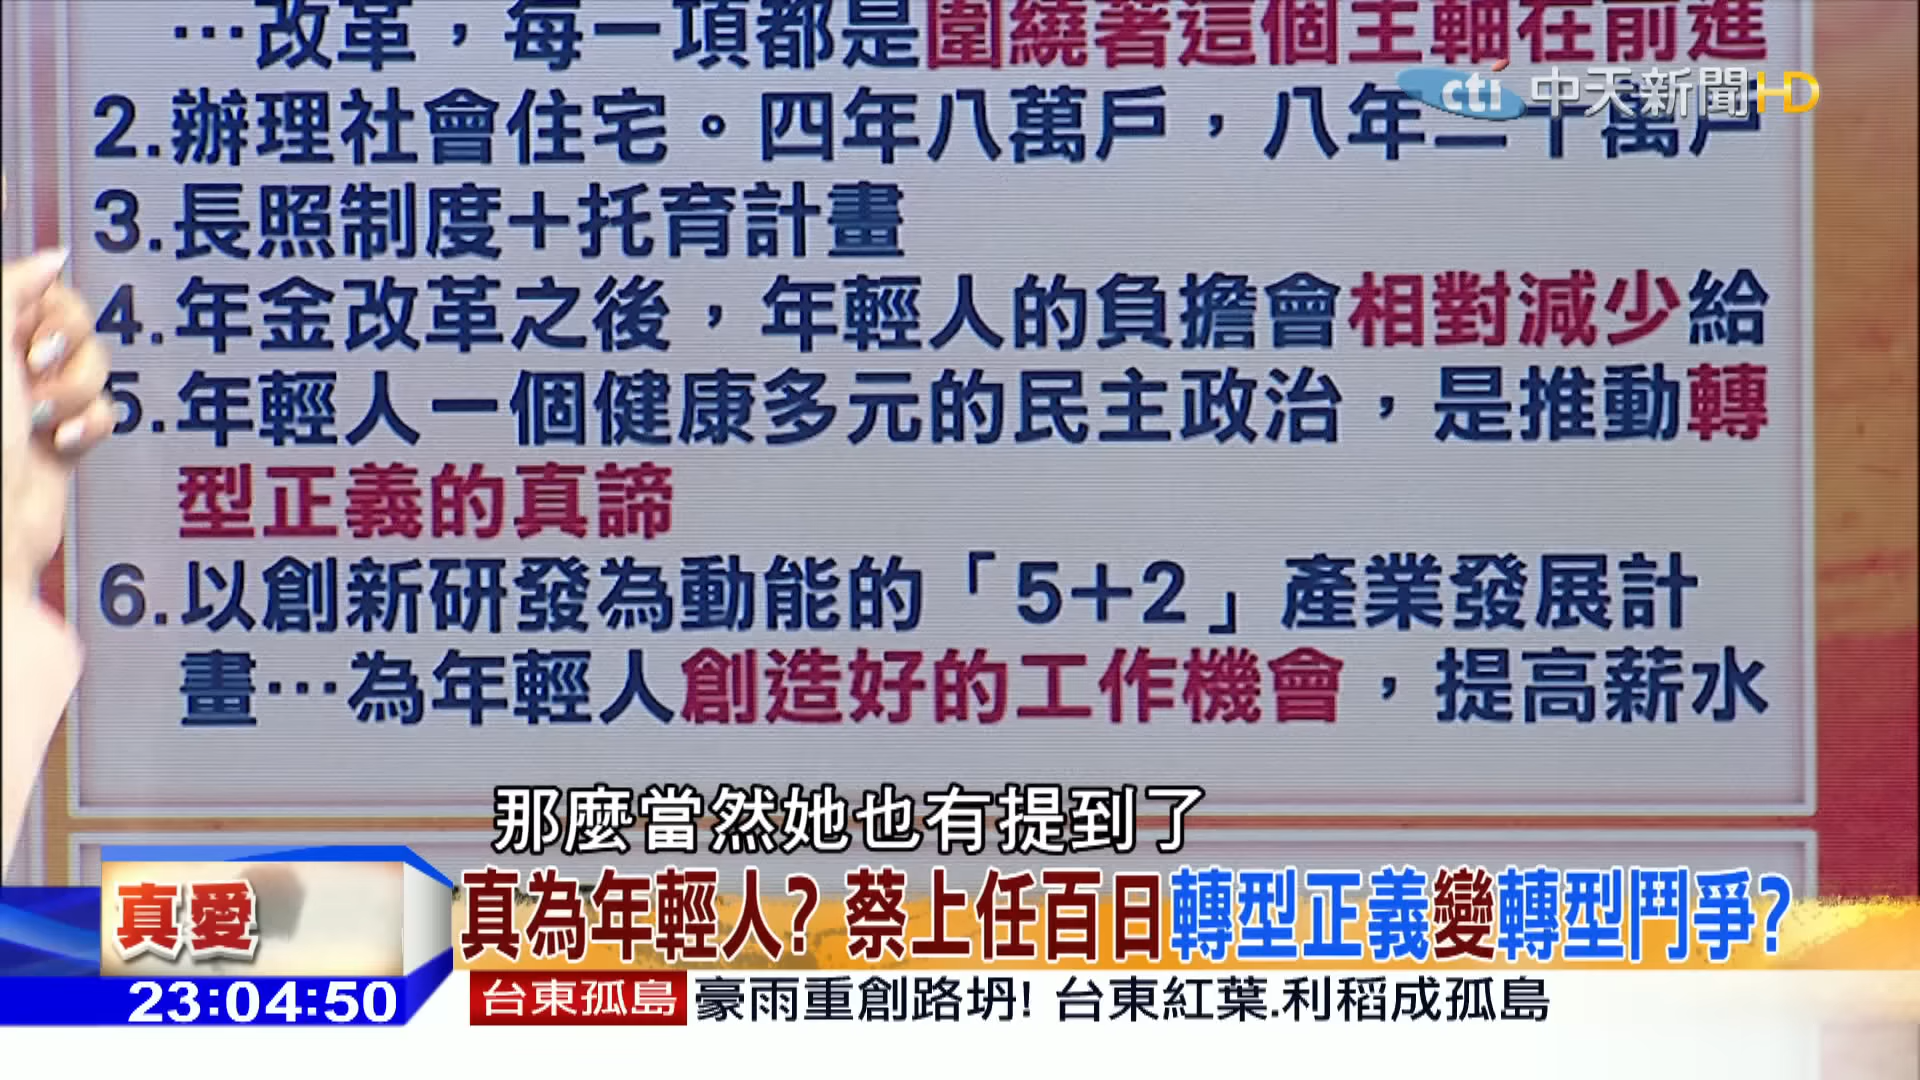 …改革，每一項都是圍繞著這個主軸在前進
cti 中天新聞HD
2.辦理社會住宅。四年八萬戶，八年二十萬戶
3.長照制度+托育計畫
4.年金改革之後，年輕人的負擔會相對減少給
5.年輕人一個健康多元的民主政治，是推動轉
型正義的真諦
6.以創新研發為動能的「5+2」產業發展計
畫…為年輕人創造好的工作機會，提高薪水
那麼當然她也有提到了
真愛
真為年輕人? 蔡上任百日轉型正義變轉型鬥爭?
23:04:50
台東孤島 豪雨重創路坍! 台東紅葉.利稻成孤島